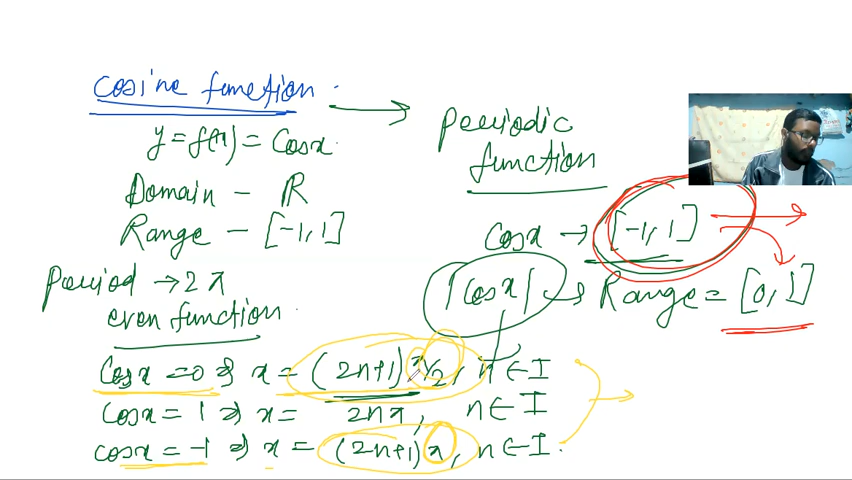 Cosine function
y = f(x) = Cosx
Domain - R
Range - [-1, 1]
Period → 2π
even function
Cosx = 0 ⇒ x = (2n+1) π/2, n ∈ I
Cosx = 1 ⇒ x = 2nπ, n ∈ I
cosx = -1 ⇒ x = (2n+1) π, n ∈ I
Periodic
function
cosx → [-1, 1]
|Cosx| → Range = [0, 1]